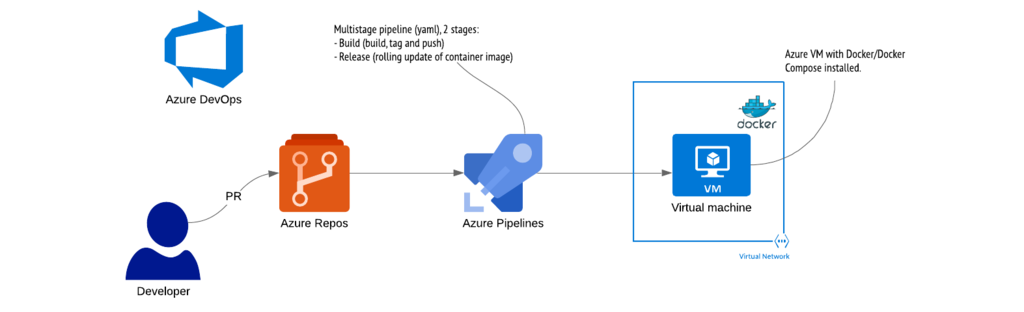 Multistage pipeline (yaml), 2 stages:
- Build (build, tag and push)
- Release (rolling update of container image)
Azure VM with Docker/Docker
Compose installed.
Azure DevOps
docker
PR
VM
Azure Repos
Azure Pipelines
Virtual machine
Virtual Network
Developer